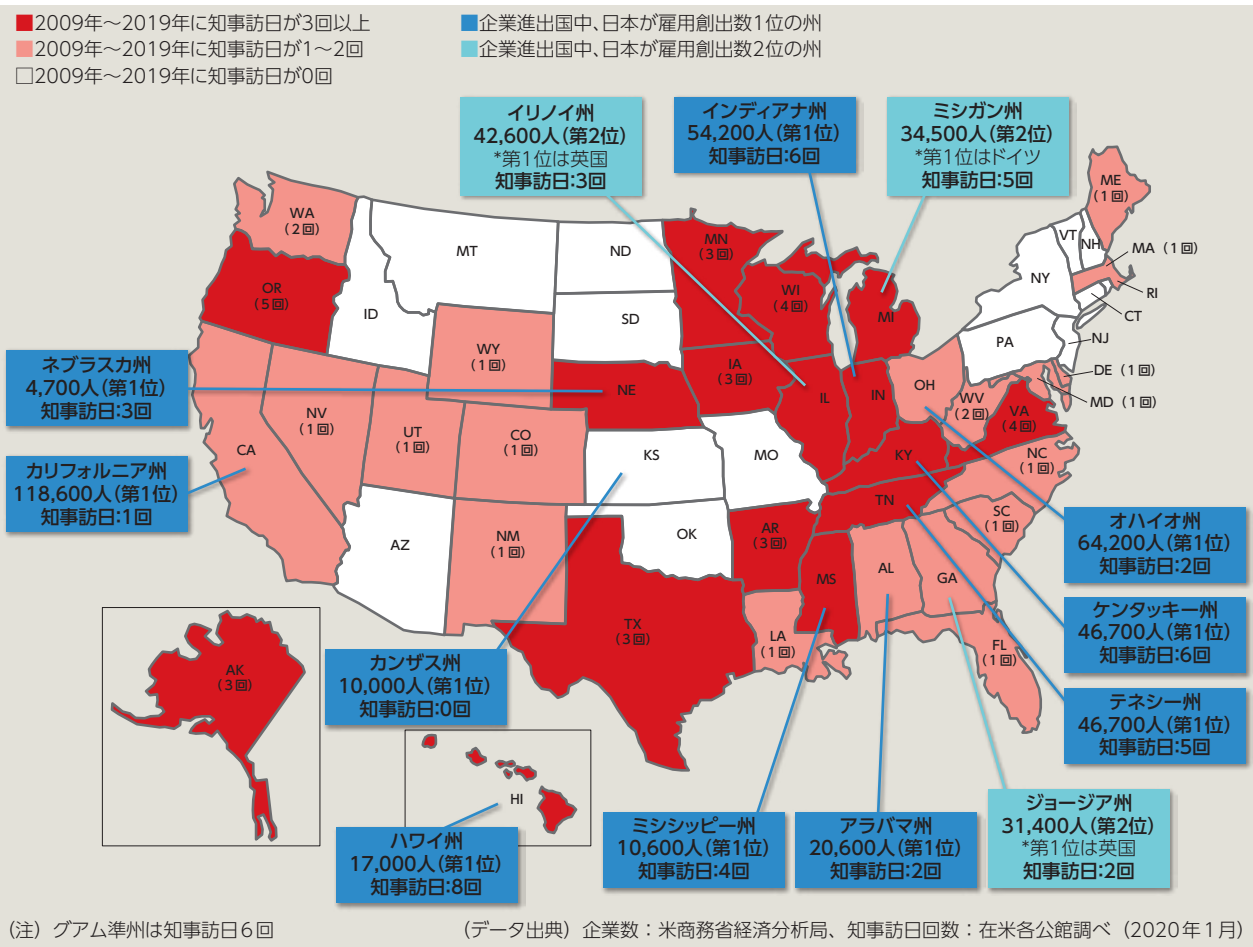 ■2009年～2019年に知事訪日が3回以上
■2009年～2019年に知事訪日が1～2回
□2009年～2019年に知事訪日が0回
■企業進出国中、日本が雇用創出数1位の州
■企業進出国中、日本が雇用創出数2位の州
イリノイ州
42,600人(第2位)
*第1位は英国
知事訪日:3回
インディアナ州
54,200人(第1位)
知事訪日:6回
ミシガン州
34,500人(第2位)
*第1位はドイツ
知事訪日:5回
WA
(2回)
OR
(5回)
MT
ID
ND
SD
WY
(1回)
MN
(3回)
WI
(4回)
MI
ME
(1回)
VT
NH
NY
MA (1回)
RI
CT
NJ
PA
DE (1回)
MD (1回)
ネブラスカ州
4,700人(第1位)
知事訪日:3回
NE
IA
(3回)
IL
IN
OH
WV
(2回)
VA
(4回)
カリフォルニア州
118,600人(第1位)
知事訪日:1回
CA
NV
(1回)
UT
(1回)
CO
(1回)
KS
MO
KY
NC
(1回)
TN
SC
(1回)
AZ
NM
(1回)
OK
AR
(3回)
MS
AL
GA
TX
(3回)
LA
(1回)
FL
(1回)
オハイオ州
64,200人(第1位)
知事訪日:2回
ケンタッキー州
46,700人(第1位)
知事訪日:6回
テネシー州
46,700人(第1位)
知事訪日:5回
AK
(3回)
カンザス州
10,000人(第1位)
知事訪日:0回
HI
ハワイ州
17,000人(第1位)
知事訪日:8回
ミシシッピー州
10,600人(第1位)
知事訪日:4回
アラバマ州
20,600人(第1位)
知事訪日:2回
ジョージア州
31,400人(第2位)
*第1位は英国
知事訪日:2回
(注) グアム準州は知事訪日6回
(データ出典) 企業数：米商務省経済分析局、知事訪日回数：在米各公館調べ (2020年1月)